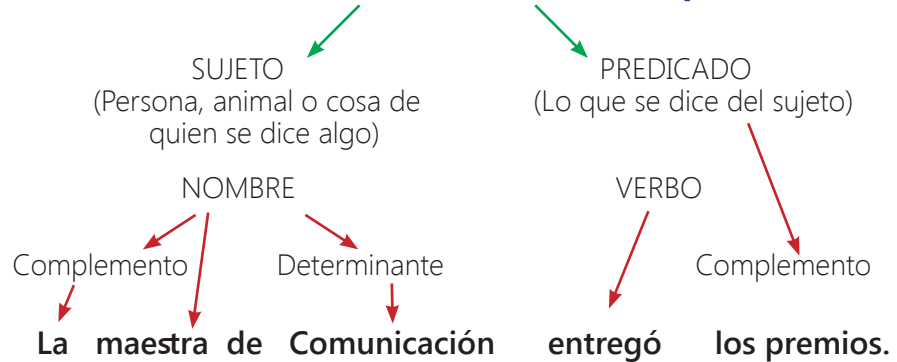 SUJETO
(Persona, animal o cosa de
quien se dice algo)
PREDICADO
(Lo que se dice del sujeto)
NOMBRE
VERBO
Complemento
Determinante
Complemento
La maestra de Comunicación entregó los premios.